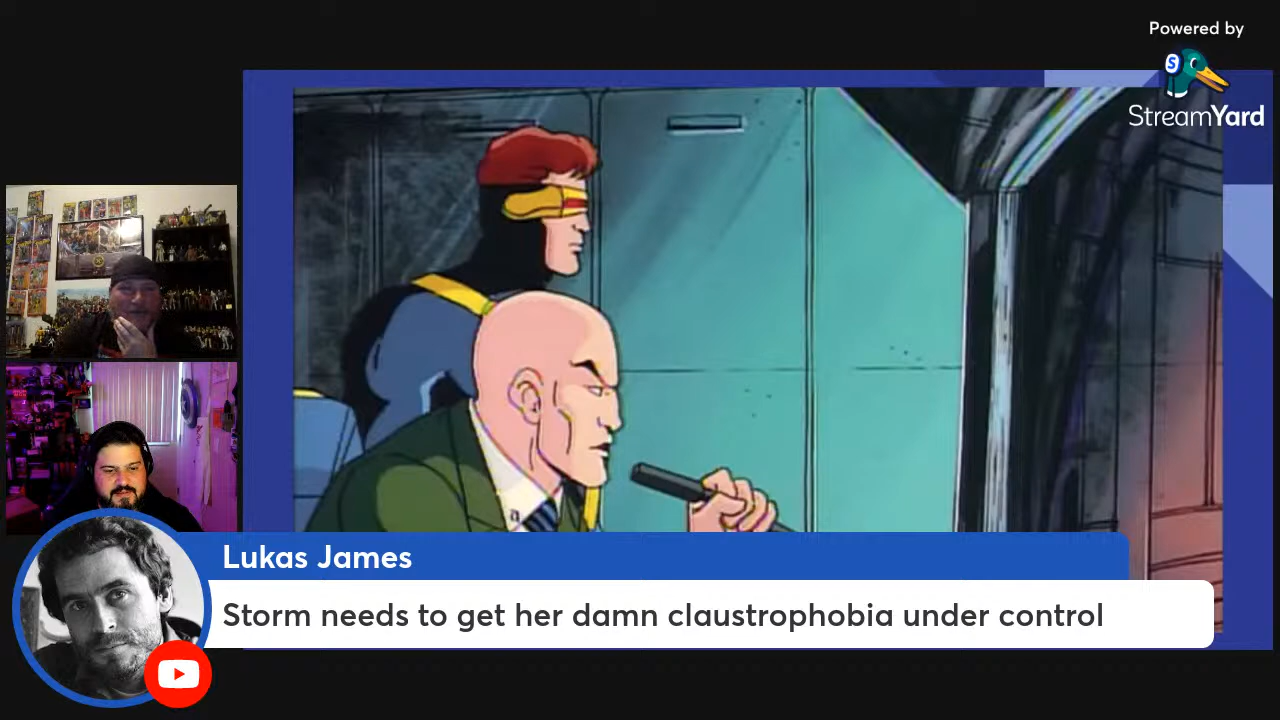 Powered by
StreamYard
Lukas James
Storm needs to get her damn claustrophobia under control